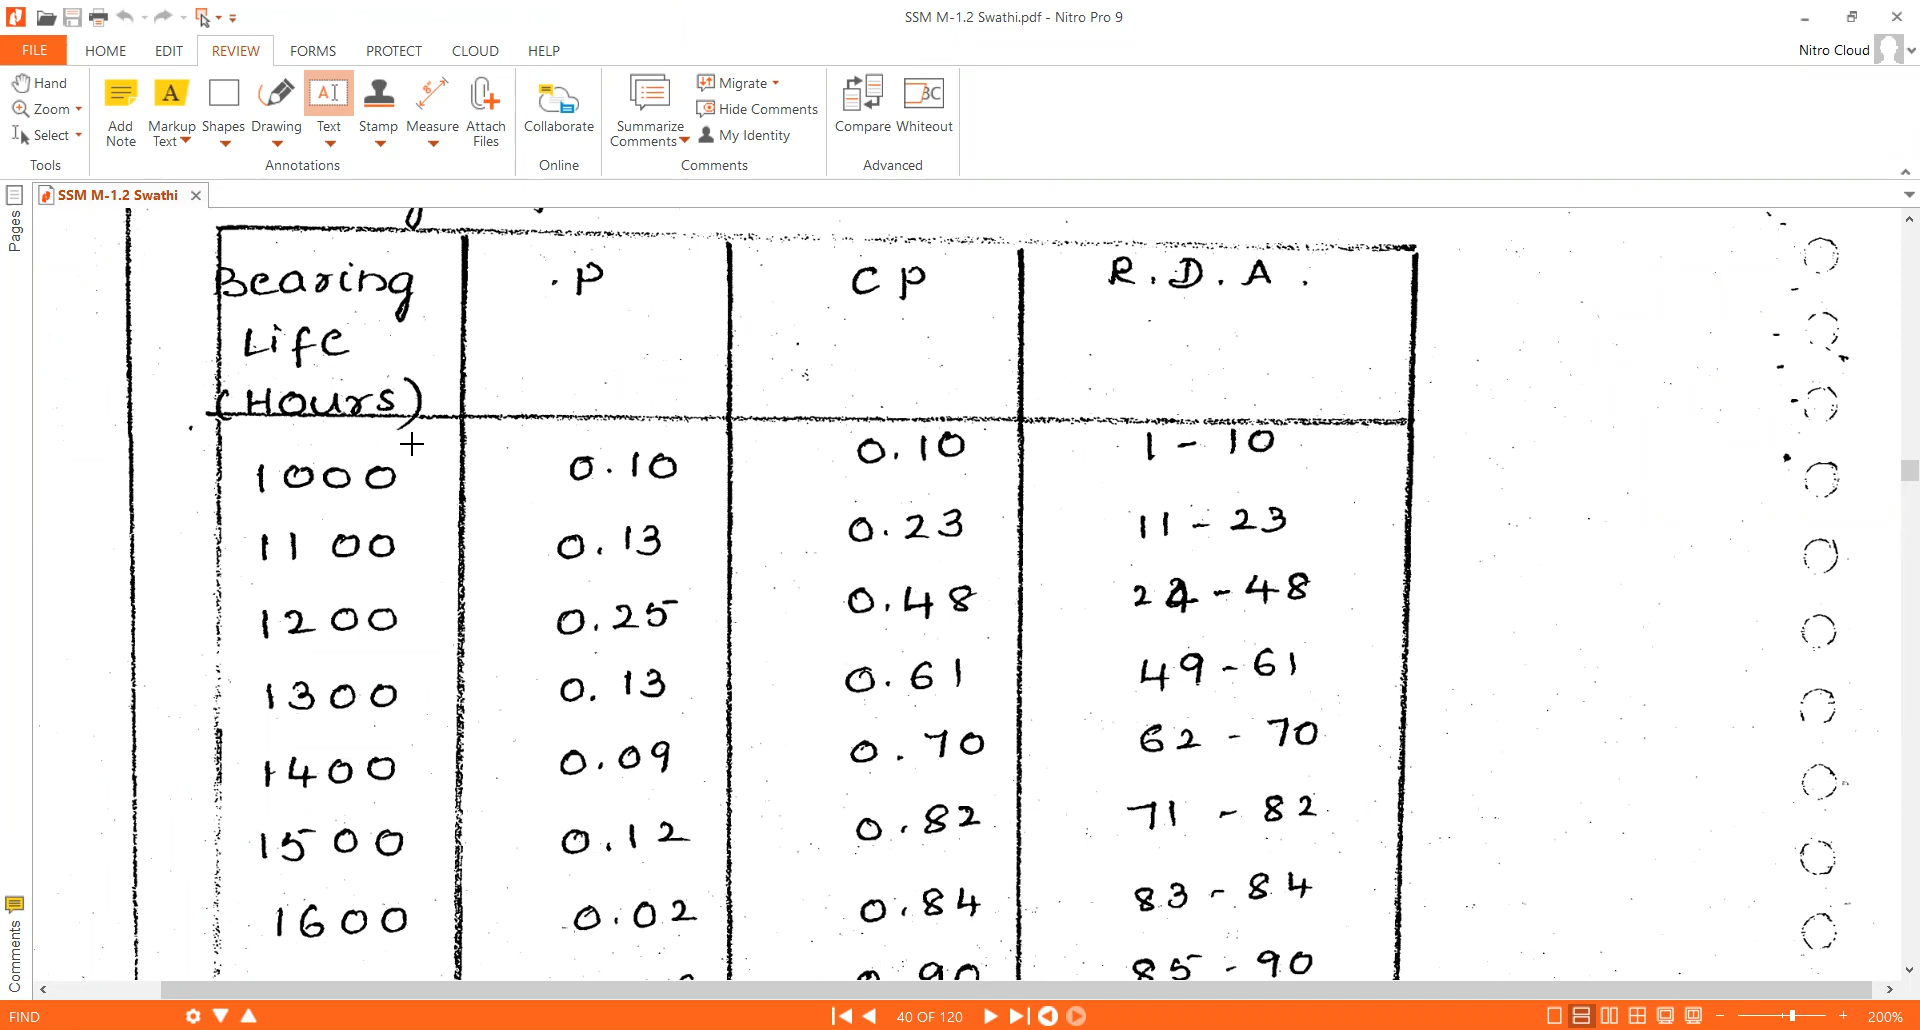 SSM M-1.2 Swathi.pdf - Nitro Pro 9
FILE HOME EDIT REVIEW FORMS PROTECT CLOUD HELP
Nitro Cloud
Hand
Zoom
Select
Tools
Add Note
Markup Text
Shapes
Drawing
Text
Stamp
Measure
Attach Files
Annotations
Collaborate
Online
Summarize Comments
Migrate
Hide Comments
My Identity
Comments
Compare
Whiteout
Advanced
SSM M-1.2 Swathi
Pages
Bearing Life (Hours) .P CP R.D.A.
1000 0.10 0.10 1-10
1100 0.13 0.23 11-23
1200 0.25 0.48 24-48
1300 0.13 0.61 49-61
1400 0.09 0.70 62-70
1500 0.12 0.82 71-82
1600 0.02 0.84 83-84
0.90 85-90
Comments
FIND
40 OF 120
200%